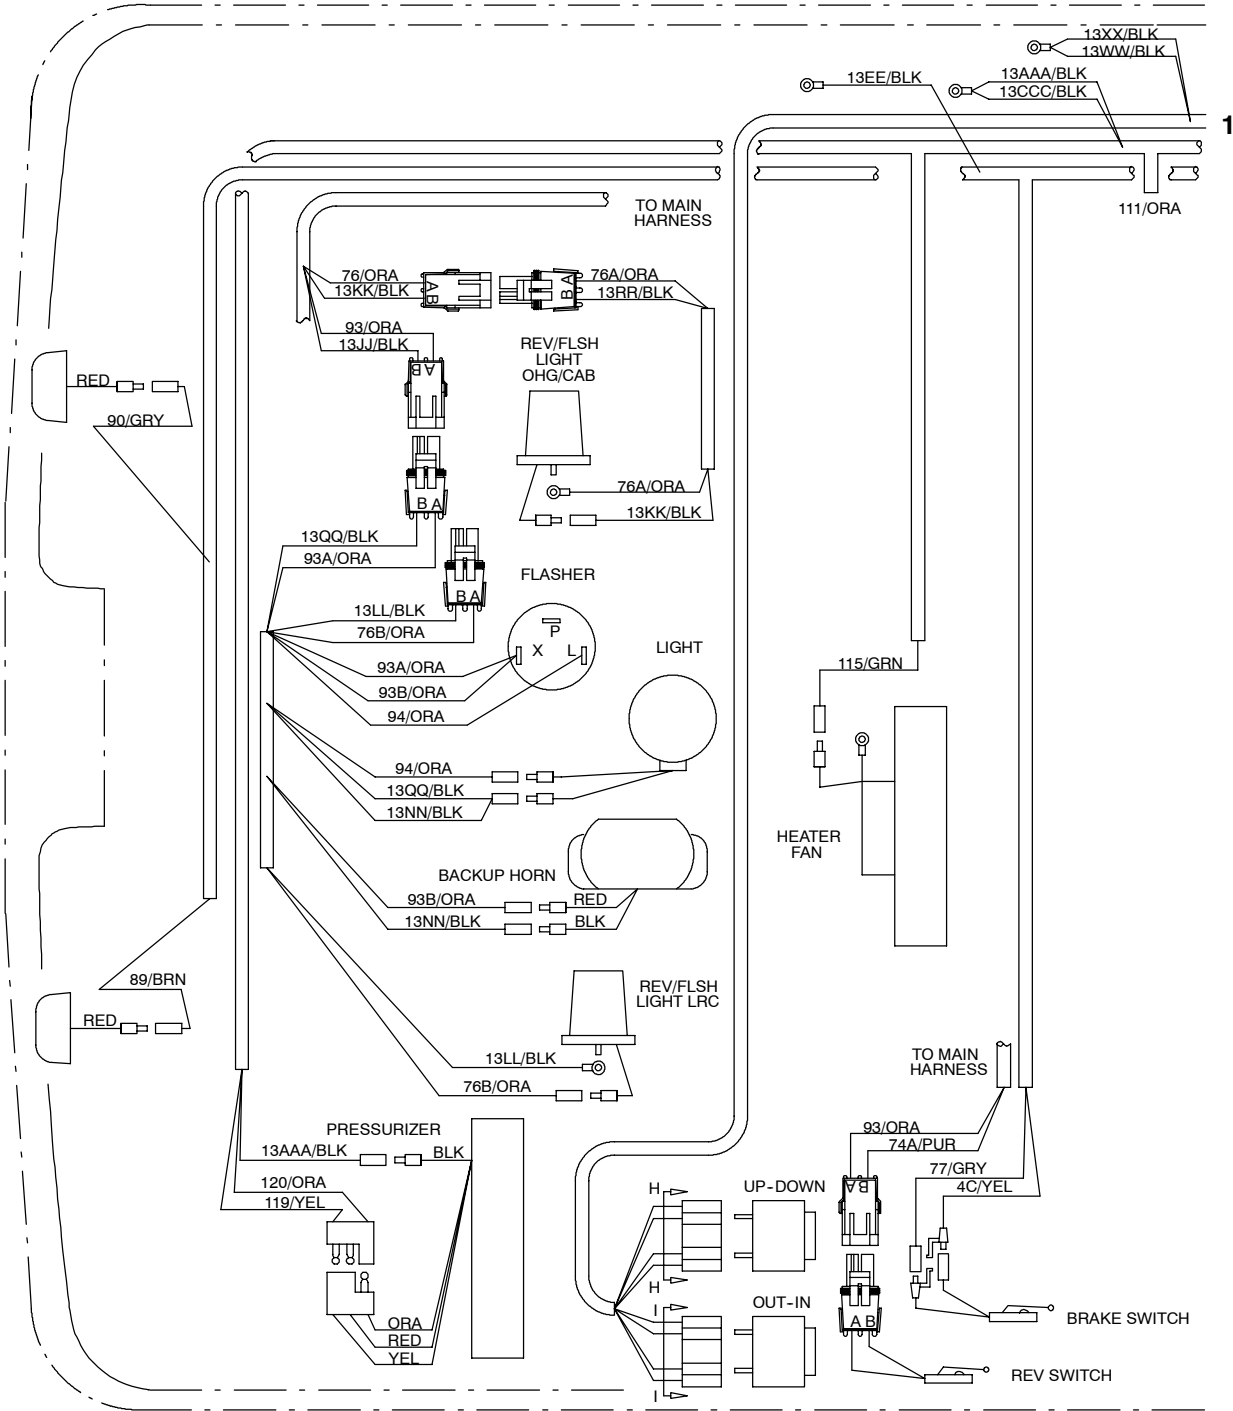 13XX/BLK
13WW/BLK
13EE/BLK
13AAA/BLK
13CCC/BLK
1
111/ORA
TO MAIN
HARNESS
76/ORA
13KK/BLK
A
B
A
B
76A/ORA
13RR/BLK
93/ORA
13JJ/BLK
A
B
REV/FLSH
LIGHT
OHG/CAB
RED
90/GRY
76A/ORA
13KK/BLK
B A
13QQ/BLK
93A/ORA
FLASHER
B A
13LL/BLK
76B/ORA
P
X
L
LIGHT
93A/ORA
93B/ORA
94/ORA
115/GRN
94/ORA
13QQ/BLK
13NN/BLK
HEATER
FAN
BACKUP HORN
93B/ORA
RED
13NN/BLK
BLK
89/BRN
RED
REV/FLSH
LIGHT LRC
13LL/BLK
76B/ORA
TO MAIN
HARNESS
PRESSURIZER
13AAA/BLK
BLK
120/ORA
119/YEL
93/ORA
74A/PUR
77/GRY
4C/YEL
H
UP-DOWN
B A
H
I
OUT-IN
A B
BRAKE SWITCH
ORA
RED
YEL
REV SWITCH
I